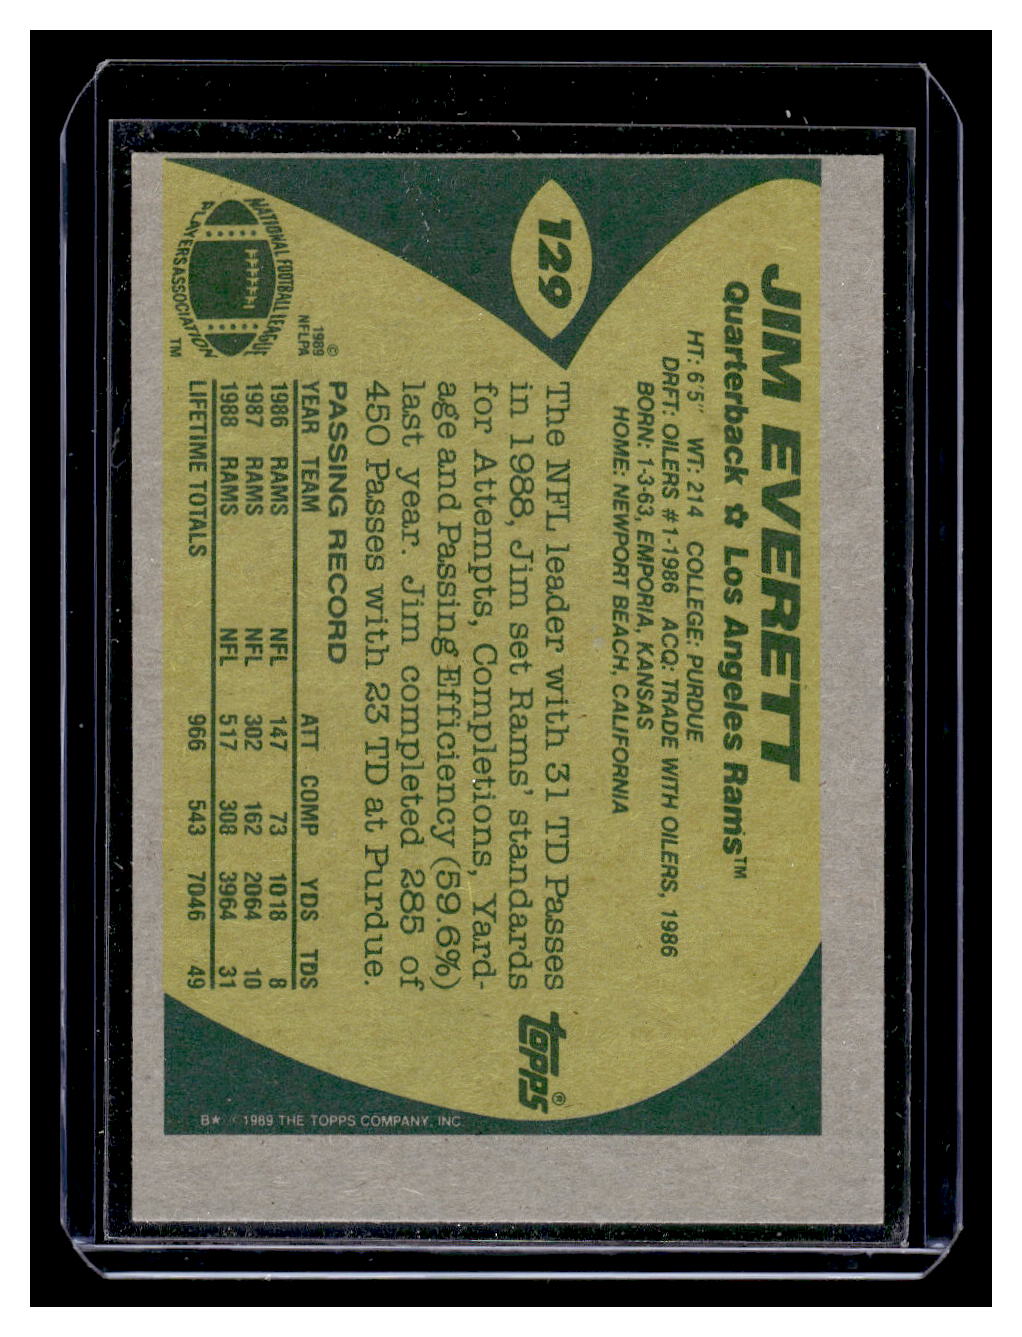 129
JIM EVERETT
Quarterback ✿ Los Angeles Rams™
HT: 6'5" WT: 214 COLLEGE: PURDUE
DRFT: OILERS #1-1986 ACQ: TRADE WITH OILERS, 1986
BORN: 1-3-63, EMPORIA, KANSAS
HOME: NEWPORT BEACH, CALIFORNIA
The NFL leader with 31 TD Passes
in 1988, Jim set Rams' standards
for Attempts, Completions, Yard-
age and Passing Efficiency (59.6%)
last year. Jim completed 285 of
450 Passes with 23 TD at Purdue.
topps®
PASSING RECORD
YEAR TEAM ATT COMP YDS TDS
1986 RAMS NFL 147 73 1018 8
1987 RAMS NFL 302 162 2064 10
1988 RAMS NFL 517 308 3964 31
LIFETIME TOTALS 966 543 7046 49
NATIONAL FOOTBALL LEAGUE
PLAYERS ASSOCIATION
TM
©
1989
NFLPA
B★ © 1989 THE TOPPS COMPANY, INC.